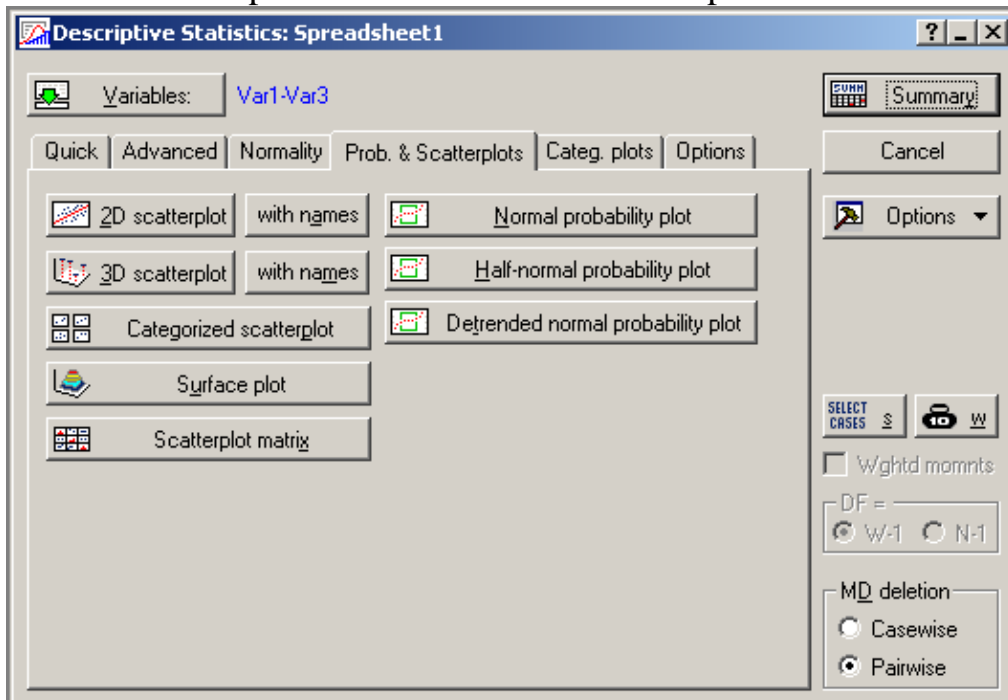 Descriptive Statistics: Spreadsheet1
Variables: Var1-Var3
Summary
Quick Advanced Normality Prob. & Scatterplots Categ. plots Options
Cancel
2D scatterplot with names Normal probability plot
Options
3D scatterplot with names Half-normal probability plot
Categorized scatterplot Detrended normal probability plot
Surface plot
Scatterplot matrix
SELECT CASES S W
Wghtd momnts
DF =
W-1 N-1
MD deletion
Casewise
Pairwise